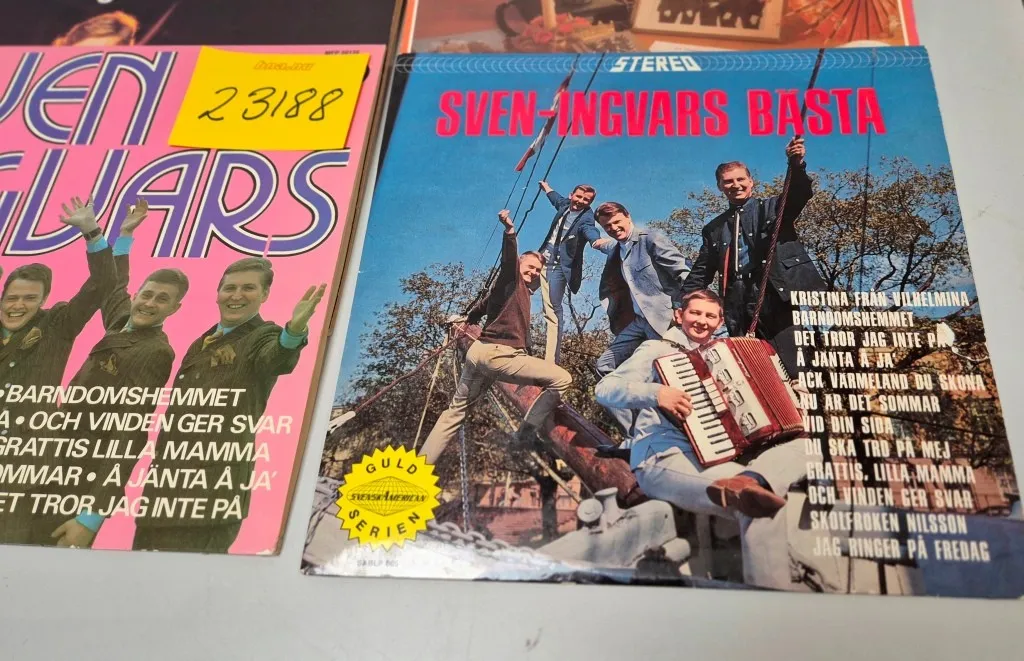 MFP
23188
BARNDOMSHEMMET
A • OCH VINDEN GER SVAR
GRATTIS LILLA MAMMA
OMMAR • Å JÄNTA Å JA'
ET TROR JAG INTE PÅ
STEREO
SVEN-INGVARS BÄSTA
KRISTINA FRÅN VILHELMINA
BARNDOMSHEMMET
DET TROR JAG INTE PÅ
Å JÄNTA Å JA'
ACK VÄRMELAND DU SKÖNA
NU ÄR DET SOMMAR
VID DIN SIDA
DU SKA TRO PÅ MEJ
GRATTIS, LILLA MAMMA
OCH VINDEN GER SVAR
SKOLFRÖKEN NILSSON
JAG RINGER PÅ FREDAG
GULD
SVENSKAMERICAN
SERIEN